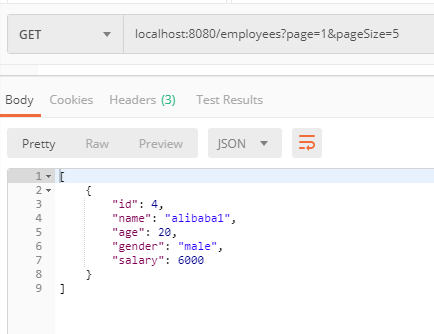 GET localhost:8080/employees?page=1&pageSize=5
Body Cookies Headers (3) Test Results
Pretty Raw Preview JSON
1 [
2 {
3 "id": 4,
4 "name": "alibaba1",
5 "age": 20,
6 "gender": "male",
7 "salary": 6000
8 }
9 ]